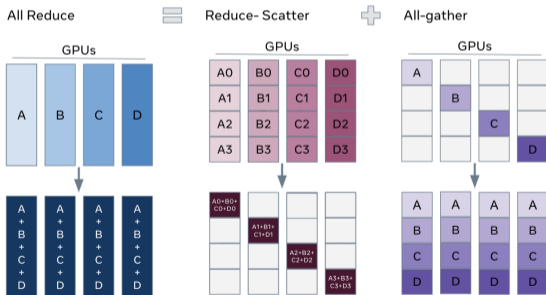 All Reduce
Reduce- Scatter
All-gather
GPUs
GPUs
GPUs
A B C D
A0 B0 C0 D0
A1 B1 C1 D1
A2 B2 C2 D2
A3 B3 C3 D3
A
B
C
D
A
+
B
+
C
+
D
A
+
B
+
C
+
D
A
+
B
+
C
+
D
A
+
B
+
C
+
D
A0+B0+
C0+D0
A1+B1+
C1+D1
A2+B2+
C2+D2
A3+B3+
C3+D3
A A A A
B B B B
C C C C
D D D D